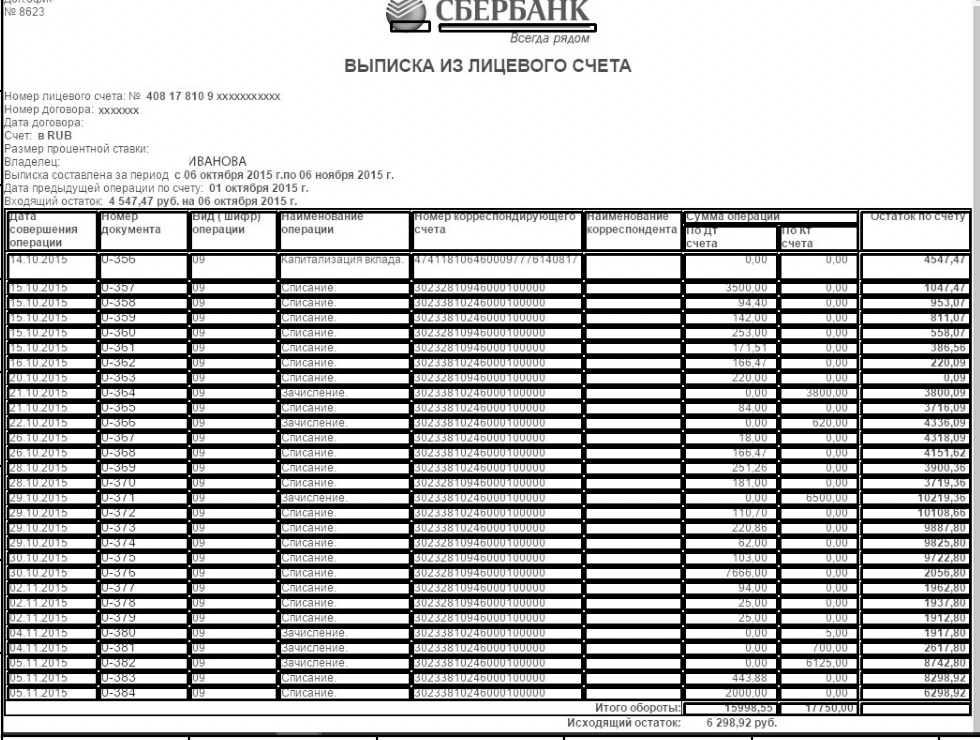 № 8623
СБЕРБАНК
Всегда рядом
ВЫПИСКА ИЗ ЛИЦЕВОГО СЧЕТА
Номер лицевого счета: № 408 17 810 9 xxxxxxxxxxx
Номер договора: xxxxxxx
Дата договора:
Счет: в RUB
Размер процентной ставки:
Владелец: ИВАНОВА
Выписка составлена за период с 06 октября 2015 г.по 06 ноября 2015 г.
Дата предыдущей операции по счету: 01 октября 2015 г.
Входящий остаток: 4 547,47 руб. на 06 октября 2015 г.
Дата совершения операции Номер документа Вид ( шифр) операции Наименование операции Номер корреспондирующего счета Наименование корреспондента Сумма операции По Дт счета По Кт счета Остаток по счету
14.10.2015 0-356 09 Капитализация вклада. 47411810646000097776140817 0,00 0,00 4547,47
15.10.2015 0-357 09 Списание. 30232810946000100000 3500,00 0,00 1047,47
15.10.2015 0-358 09 Списание. 30233810246000100000 94,40 0,00 953,07
15.10.2015 0-359 09 Списание. 30233810246000100000 142,00 0,00 811,07
15.10.2015 0-360 09 Списание. 30232810946000100000 253,00 0,00 558,07
15.10.2015 0-361 09 Списание. 30232810946000100000 171,51 0,00 386,56
16.10.2015 0-362 09 Списание. 30233810246000100000 166,47 0,00 220,09
20.10.2015 0-363 09 Списание. 30232810946000100000 220,00 0,00 0,09
21.10.2015 0-364 09 Зачисление. 30233810246000100000 0,00 3800,00 3800,09
21.10.2015 0-365 09 Списание. 30233810246000100000 84,00 0,00 3716,09
22.10.2015 0-366 09 Зачисление. 30233810246000100000 0,00 620,00 4336,09
26.10.2015 0-367 09 Списание. 30232810946000100000 18,00 0,00 4318,09
26.10.2015 0-368 09 Списание. 30233810246000100000 166,47 0,00 4151,62
28.10.2015 0-369 09 Списание. 30233810246000100000 251,26 0,00 3900,36
28.10.2015 0-370 09 Списание. 30232810946000100000 181,00 0,00 3719,36
29.10.2015 0-371 09 Зачисление. 30233810246000100000 0,00 6500,00 10219,36
29.10.2015 0-372 09 Списание. 30233810246000100000 110,70 0,00 10108,66
29.10.2015 0-373 09 Списание. 30233810246000100000 220,86 0,00 9887,80
29.10.2015 0-374 09 Списание. 30232810946000100000 62,00 0,00 9825,80
30.10.2015 0-375 09 Списание. 30232810946000100000 103,00 0,00 9722,80
30.10.2015 0-376 09 Списание. 30232810946000100000 7666,00 0,00 2056,80
02.11.2015 0-377 09 Списание. 30232810946000100000 94,00 0,00 1962,80
02.11.2015 0-378 09 Списание. 30232810946000100000 25,00 0,00 1937,80
02.11.2015 0-379 09 Списание. 30232810946000100000 25,00 0,00 1912,80
04.11.2015 0-380 09 Зачисление. 30233810246000100000 0,00 5,00 1917,80
04.11.2015 0-381 09 Зачисление. 30233810246000100000 0,00 700,00 2617,80
05.11.2015 0-382 09 Зачисление. 30233810246000100000 0,00 6125,00 8742,80
05.11.2015 0-383 09 Списание. 30233810246000100000 443,88 0,00 8298,92
05.11.2015 0-384 09 Списание. 30233810246000100000 2000,00 0,00 6298,92
Итого обороты: 15998,55 17750,00
Исходящий остаток: 6 298,92 руб.